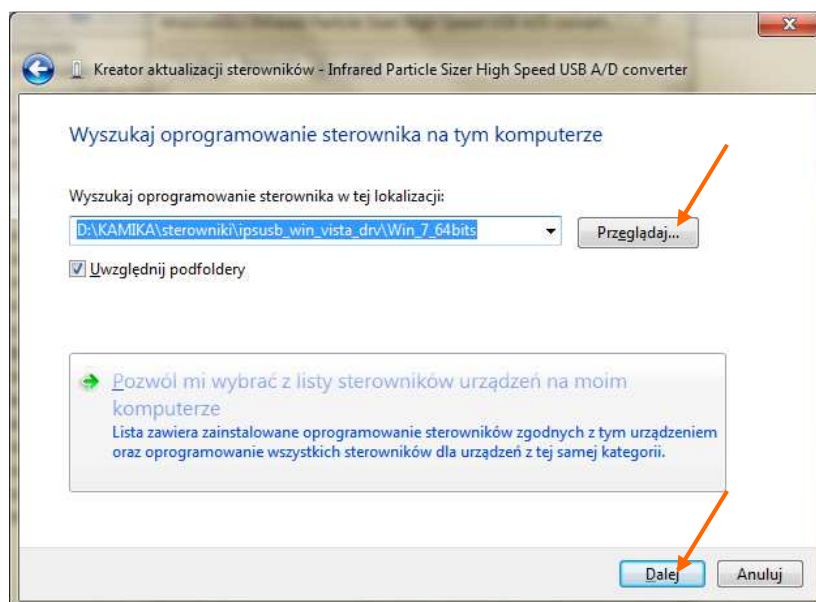 Kreator aktualizacji sterowników - Infrared Particle Sizer High Speed USB A/D converter
Wyszukaj oprogramowanie sterownika na tym komputerze
Wyszukaj oprogramowanie sterownika w tej lokalizacji:
D:\KAMIKA\sterowniki\ipsusb_win_vista_drv\Win_7_64bits
Przeglądaj...
Uwzględnij podfoldery
Pozwól mi wybrać z listy sterowników urządzeń na moim
komputerze
Lista zawiera zainstalowane oprogramowanie sterowników zgodnych z tym urządzeniem
oraz oprogramowanie wszystkich sterowników dla urządzeń z tej samej kategorii.
Dalej
Anuluj